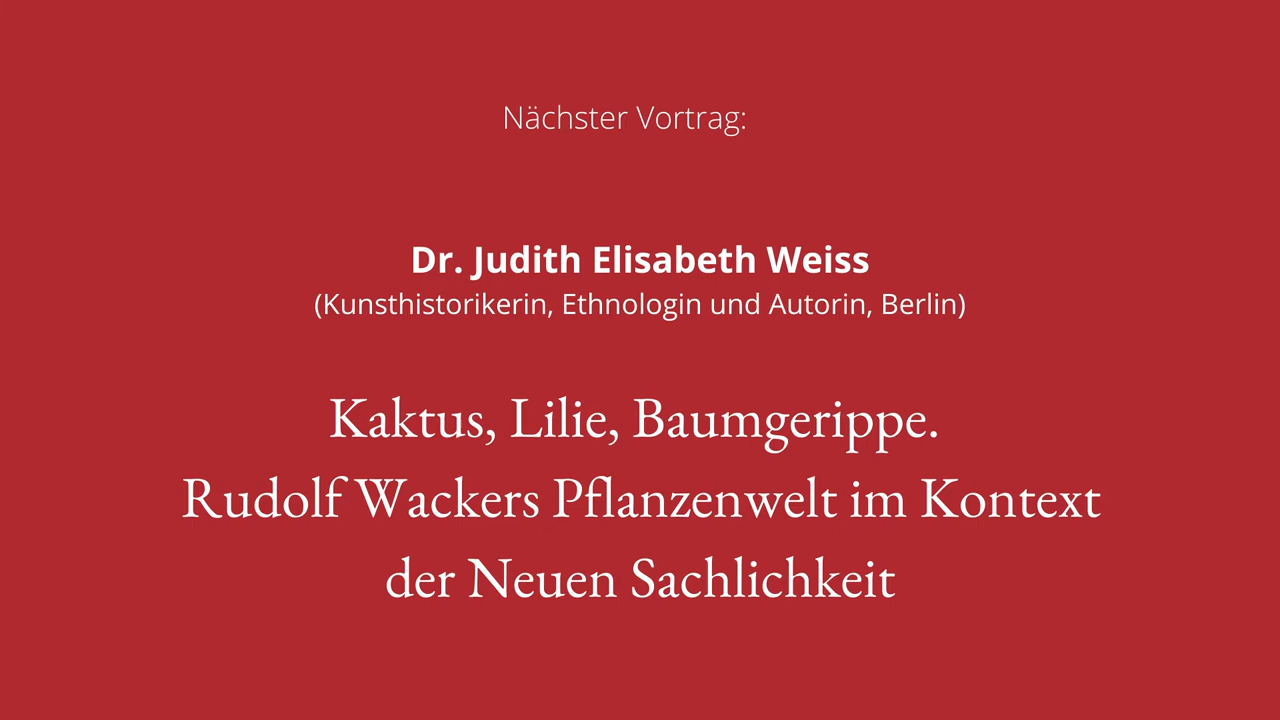 Nächster Vortrag:
Dr. Judith Elisabeth Weiss
(Kunsthistorikerin, Ethnologin und Autorin, Berlin)
Kaktus, Lilie, Baumgerippe.
Rudolf Wackers Pflanzenwelt im Kontext
der Neuen Sachlichkeit